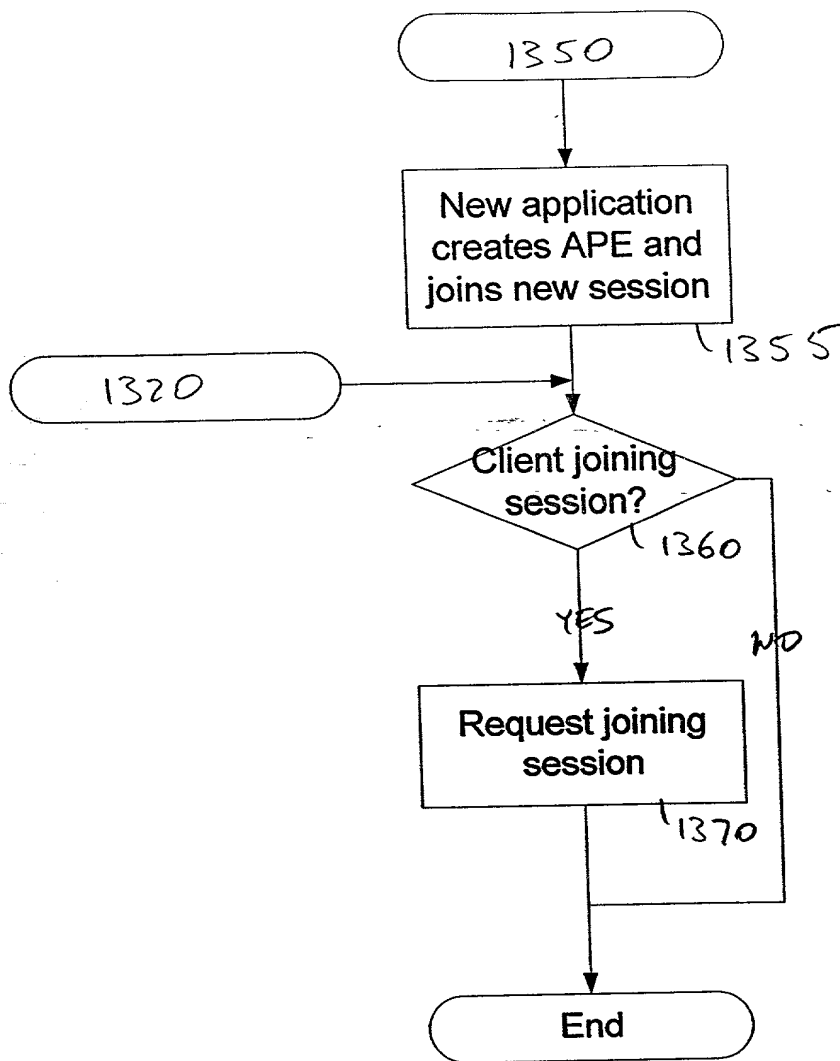 1350
New application
creates APE and
joins new session
1355
1320
Client joining
session?
1360
YES
NO
Request joining
session
1370
End